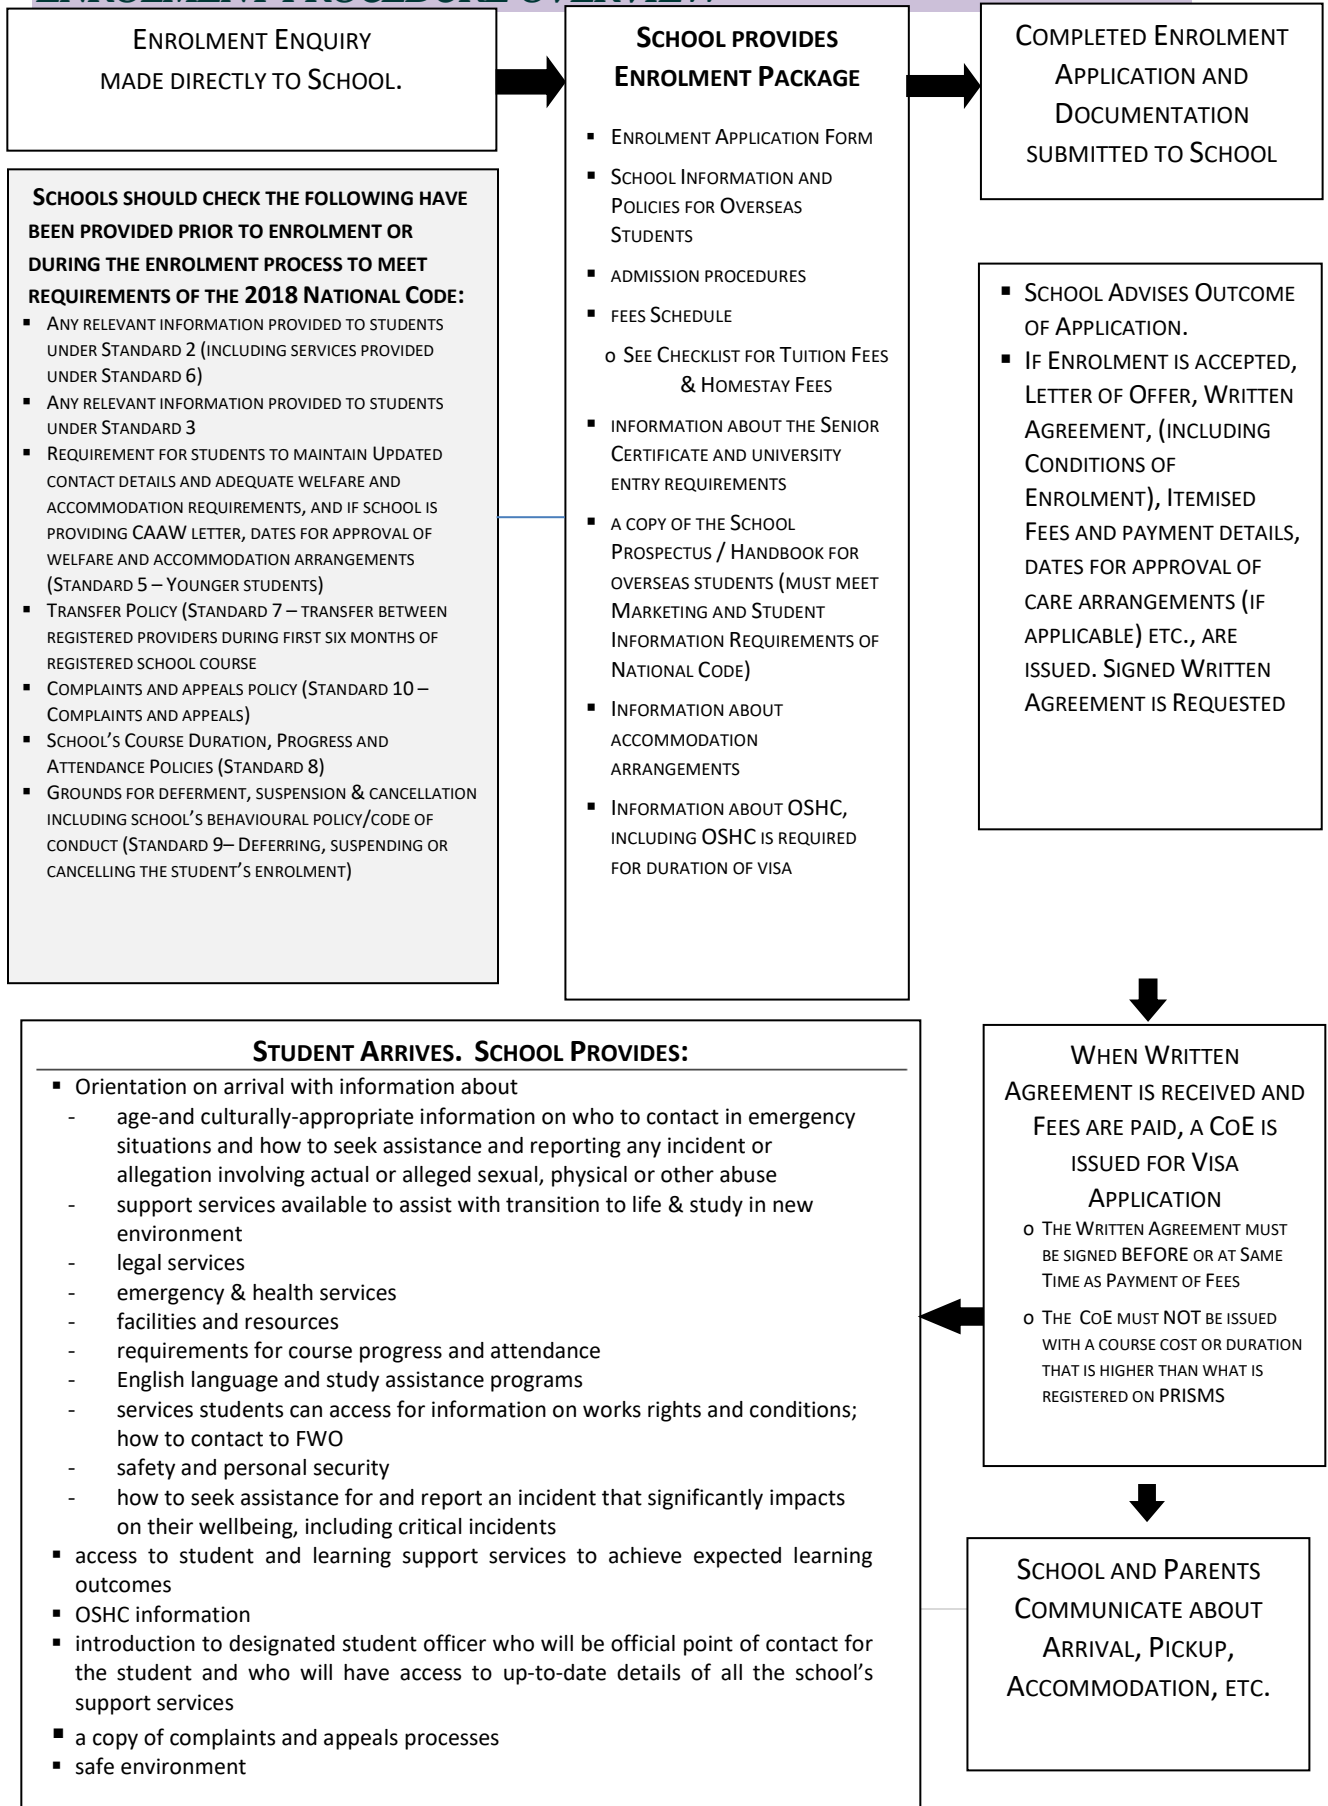 ENROLMENT PROCEDURE OVERVIEW
ENROLMENT ENQUIRY
MADE DIRECTLY TO SCHOOL.
SCHOOL PROVIDES
ENROLMENT PACKAGE
▪ ENROLMENT APPLICATION FORM
▪ SCHOOL INFORMATION AND
POLICIES FOR OVERSEAS
STUDENTS
▪ ADMISSION PROCEDURES
▪ FEES SCHEDULE
o SEE CHECKLIST FOR TUITION FEES
& HOMESTAY FEES
▪ INFORMATION ABOUT THE SENIOR
CERTIFICATE AND UNIVERSITY
ENTRY REQUIREMENTS
▪ A COPY OF THE SCHOOL
PROSPECTUS / HANDBOOK FOR
OVERSEAS STUDENTS (MUST MEET
MARKETING AND STUDENT
INFORMATION REQUIREMENTS OF
NATIONAL CODE)
▪ INFORMATION ABOUT
ACCOMMODATION
ARRANGEMENTS
▪ INFORMATION ABOUT OSHC,
INCLUDING OSHC IS REQUIRED
FOR DURATION OF VISA
COMPLETED ENROLMENT
APPLICATION AND
DOCUMENTATION
SUBMITTED TO SCHOOL
SCHOOLS SHOULD CHECK THE FOLLOWING HAVE
BEEN PROVIDED PRIOR TO ENROLMENT OR
DURING THE ENROLMENT PROCESS TO MEET
REQUIREMENTS OF THE 2018 NATIONAL CODE:
▪ ANY RELEVANT INFORMATION PROVIDED TO STUDENTS
UNDER STANDARD 2 (INCLUDING SERVICES PROVIDED
UNDER STANDARD 6)
▪ ANY RELEVANT INFORMATION PROVIDED TO STUDENTS
UNDER STANDARD 3
▪ REQUIREMENT FOR STUDENTS TO MAINTAIN UPDATED
CONTACT DETAILS AND ADEQUATE WELFARE AND
ACCOMMODATION REQUIREMENTS, AND IF SCHOOL IS
PROVIDING CAAW LETTER, DATES FOR APPROVAL OF
WELFARE AND ACCOMMODATION ARRANGEMENTS
(STANDARD 5 – YOUNGER STUDENTS)
▪ TRANSFER POLICY (STANDARD 7 – TRANSFER BETWEEN
REGISTERED PROVIDERS DURING FIRST SIX MONTHS OF
REGISTERED SCHOOL COURSE
▪ COMPLAINTS AND APPEALS POLICY (STANDARD 10 –
COMPLAINTS AND APPEALS)
▪ SCHOOL'S COURSE DURATION, PROGRESS AND
ATTENDANCE POLICIES (STANDARD 8)
▪ GROUNDS FOR DEFERMENT, SUSPENSION & CANCELLATION
INCLUDING SCHOOL'S BEHAVIOURAL POLICY/CODE OF
CONDUCT (STANDARD 9– DEFERRING, SUSPENDING OR
CANCELLING THE STUDENT'S ENROLMENT)
▪ SCHOOL ADVISES OUTCOME
OF APPLICATION.
▪ IF ENROLMENT IS ACCEPTED,
LETTER OF OFFER, WRITTEN
AGREEMENT, (INCLUDING
CONDITIONS OF
ENROLMENT), ITEMISED
FEES AND PAYMENT DETAILS,
DATES FOR APPROVAL OF
CARE ARRANGEMENTS (IF
APPLICABLE) ETC., ARE
ISSUED. SIGNED WRITTEN
AGREEMENT IS REQUESTED
WHEN WRITTEN
AGREEMENT IS RECEIVED AND
FEES ARE PAID, A COE IS
ISSUED FOR VISA
APPLICATION
o THE WRITTEN AGREEMENT MUST
BE SIGNED BEFORE OR AT SAME
TIME AS PAYMENT OF FEES
o THE COE MUST NOT BE ISSUED
WITH A COURSE COST OR DURATION
THAT IS HIGHER THAN WHAT IS
REGISTERED ON PRISMS
SCHOOL AND PARENTS
COMMUNICATE ABOUT
ARRIVAL, PICKUP,
ACCOMMODATION, ETC.
STUDENT ARRIVES. SCHOOL PROVIDES:
▪ Orientation on arrival with information about
- age-and culturally-appropriate information on who to contact in emergency
situations and how to seek assistance and reporting any incident or
allegation involving actual or alleged sexual, physical or other abuse
- support services available to assist with transition to life & study in new
environment
- legal services
- emergency & health services
- facilities and resources
- requirements for course progress and attendance
- English language and study assistance programs
- services students can access for information on works rights and conditions;
how to contact to FWO
- safety and personal security
- how to seek assistance for and report an incident that significantly impacts
on their wellbeing, including critical incidents
▪ access to student and learning support services to achieve expected learning
outcomes
▪ OSHC information
▪ introduction to designated student officer who will be official point of contact for
the student and who will have access to up-to-date details of all the school's
support services
▪ a copy of complaints and appeals processes
▪ safe environment